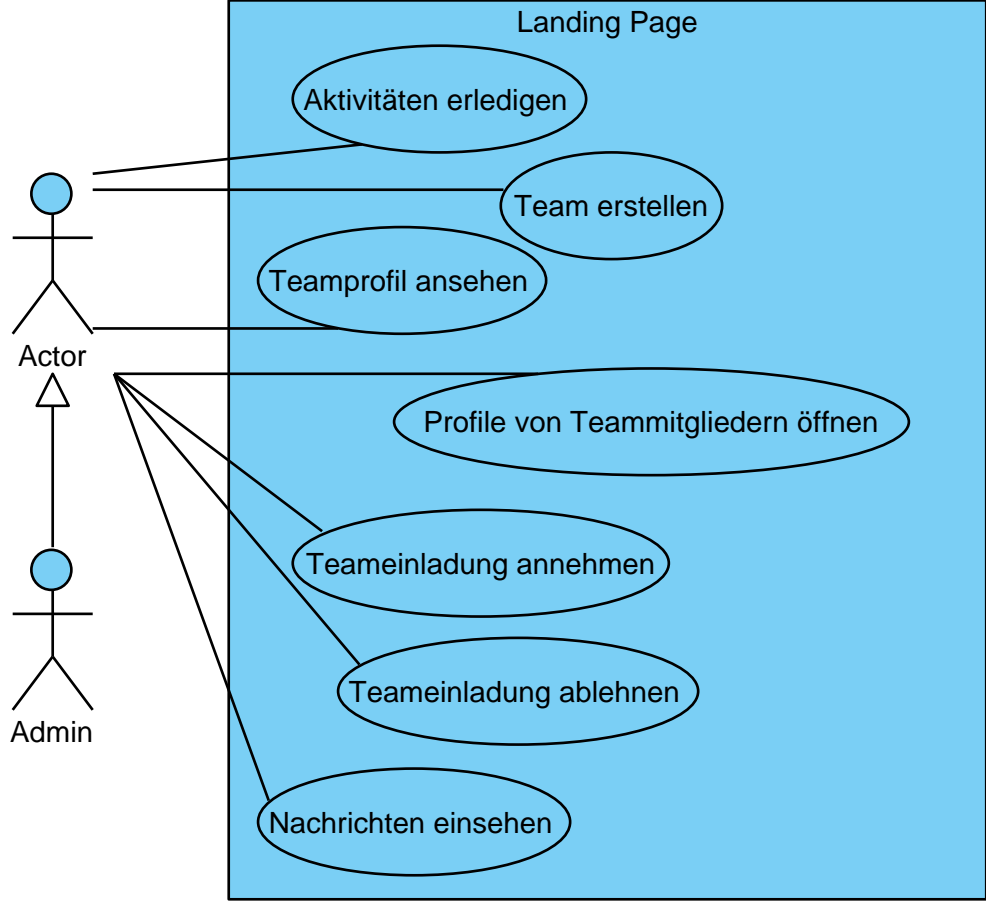 Landing Page
Aktivitäten erledigen
Team erstellen
Teamprofil ansehen
Actor
Profile von Teammitgliedern öffnen
Teameinladung annehmen
Teameinladung ablehnen
Admin
Nachrichten einsehen